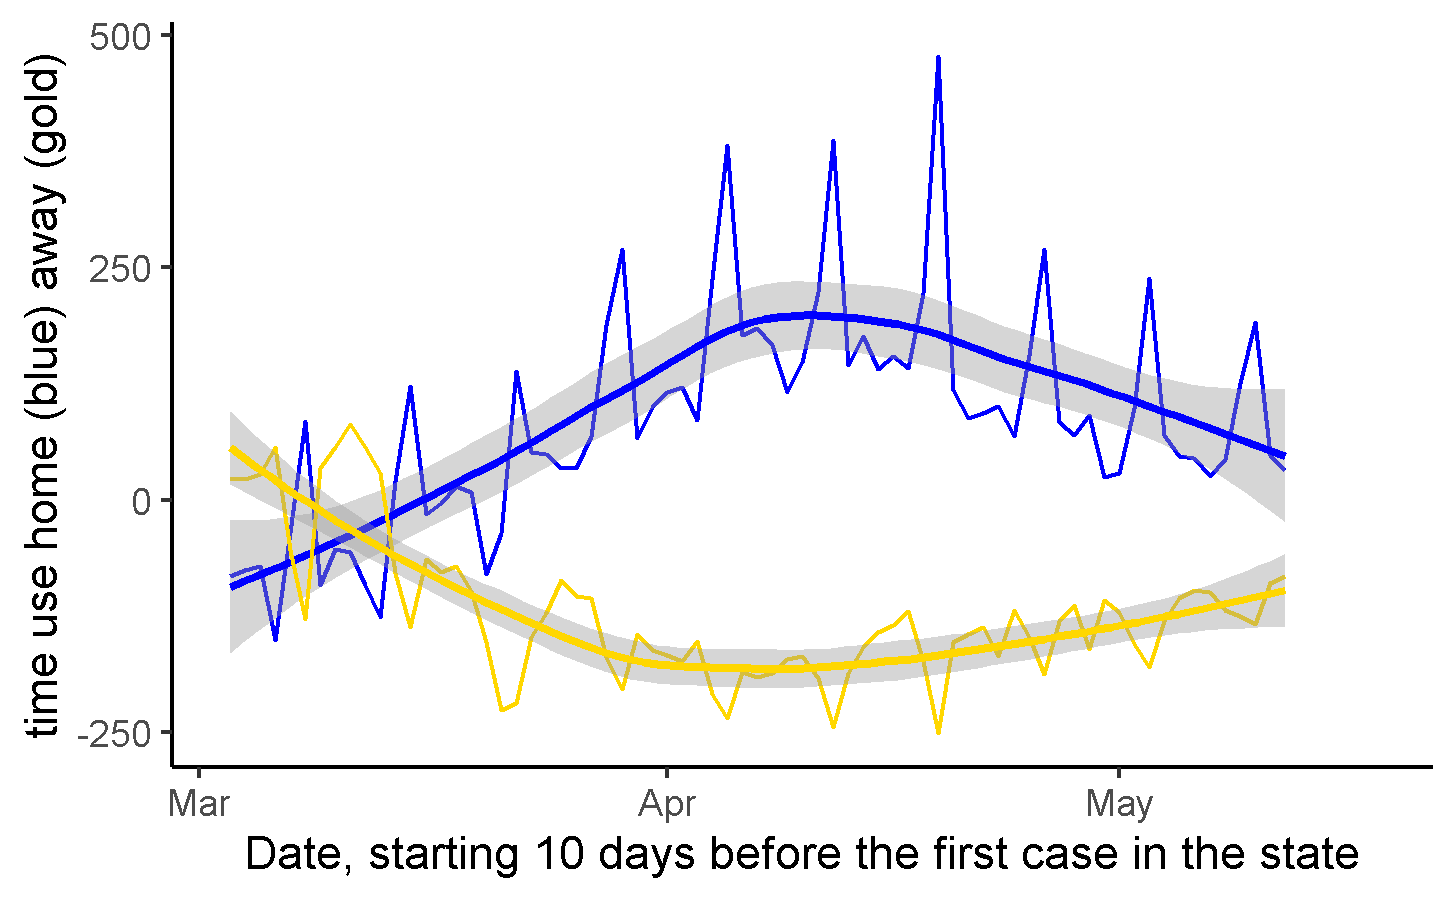 time use home (blue) away (gold)
500
250
0
-250
Mar
Apr
May
Date, starting 10 days before the first case in the state